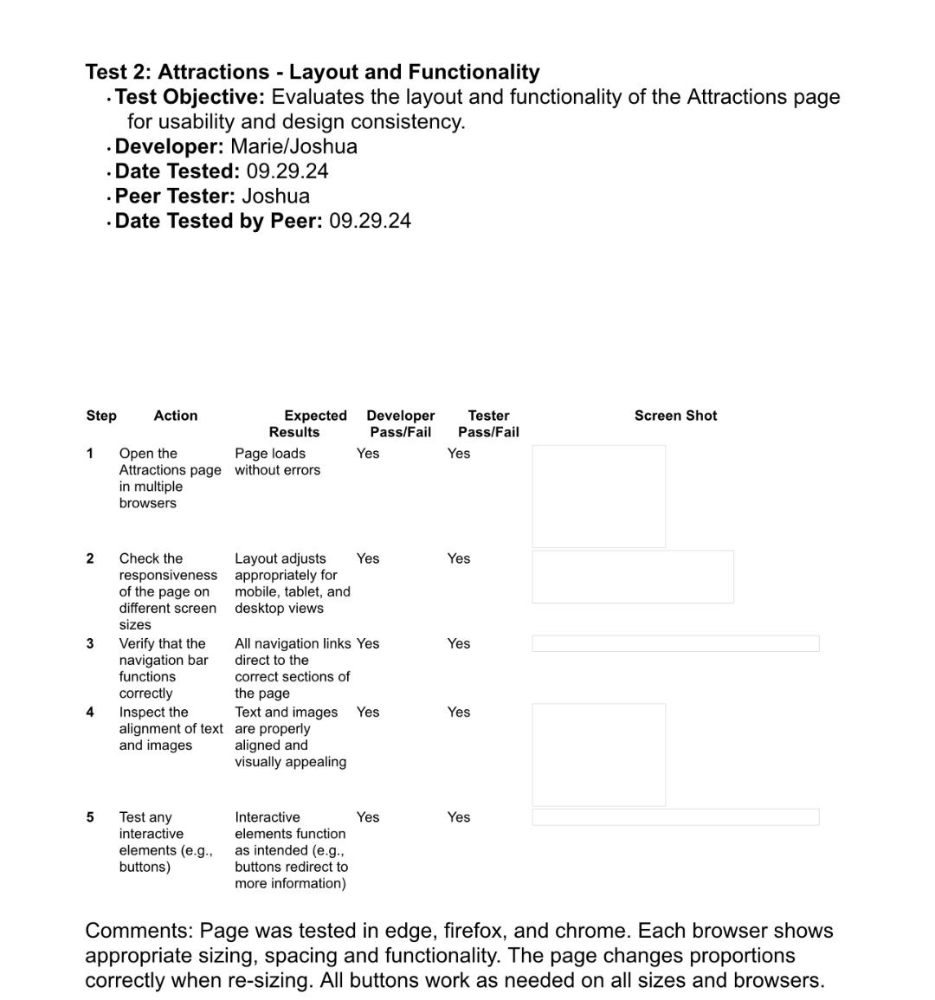 Test 2: Attractions - Layout and Functionality
· Test Objective: Evaluates the layout and functionality of the Attractions page
for usability and design consistency.
· Developer: Marie/Joshua
· Date Tested: 09.29.24
· Peer Tester: Joshua
· Date Tested by Peer: 09.29.24
Step Action Expected Developer Tester Screen Shot
Results Pass/Fail Pass/Fail
1 Open the Page loads Yes Yes
Attractions page without errors
in multiple
browsers
2 Check the Layout adjusts Yes Yes
responsiveness appropriately for
of the page on mobile, tablet, and
different screen desktop views
sizes
3 Verify that the All navigation links Yes Yes
navigation bar direct to the
functions correct sections of
correctly the page
4 Inspect the Text and images Yes Yes
alignment of text are properly
and images aligned and
visually appealing
5 Test any Interactive Yes Yes
interactive elements function
elements (e.g., as intended (e.g.,
buttons) buttons redirect to
more information)
Comments: Page was tested in edge, firefox, and chrome. Each browser shows
appropriate sizing, spacing and functionality. The page changes proportions
correctly when re-sizing. All buttons work as needed on all sizes and browsers.